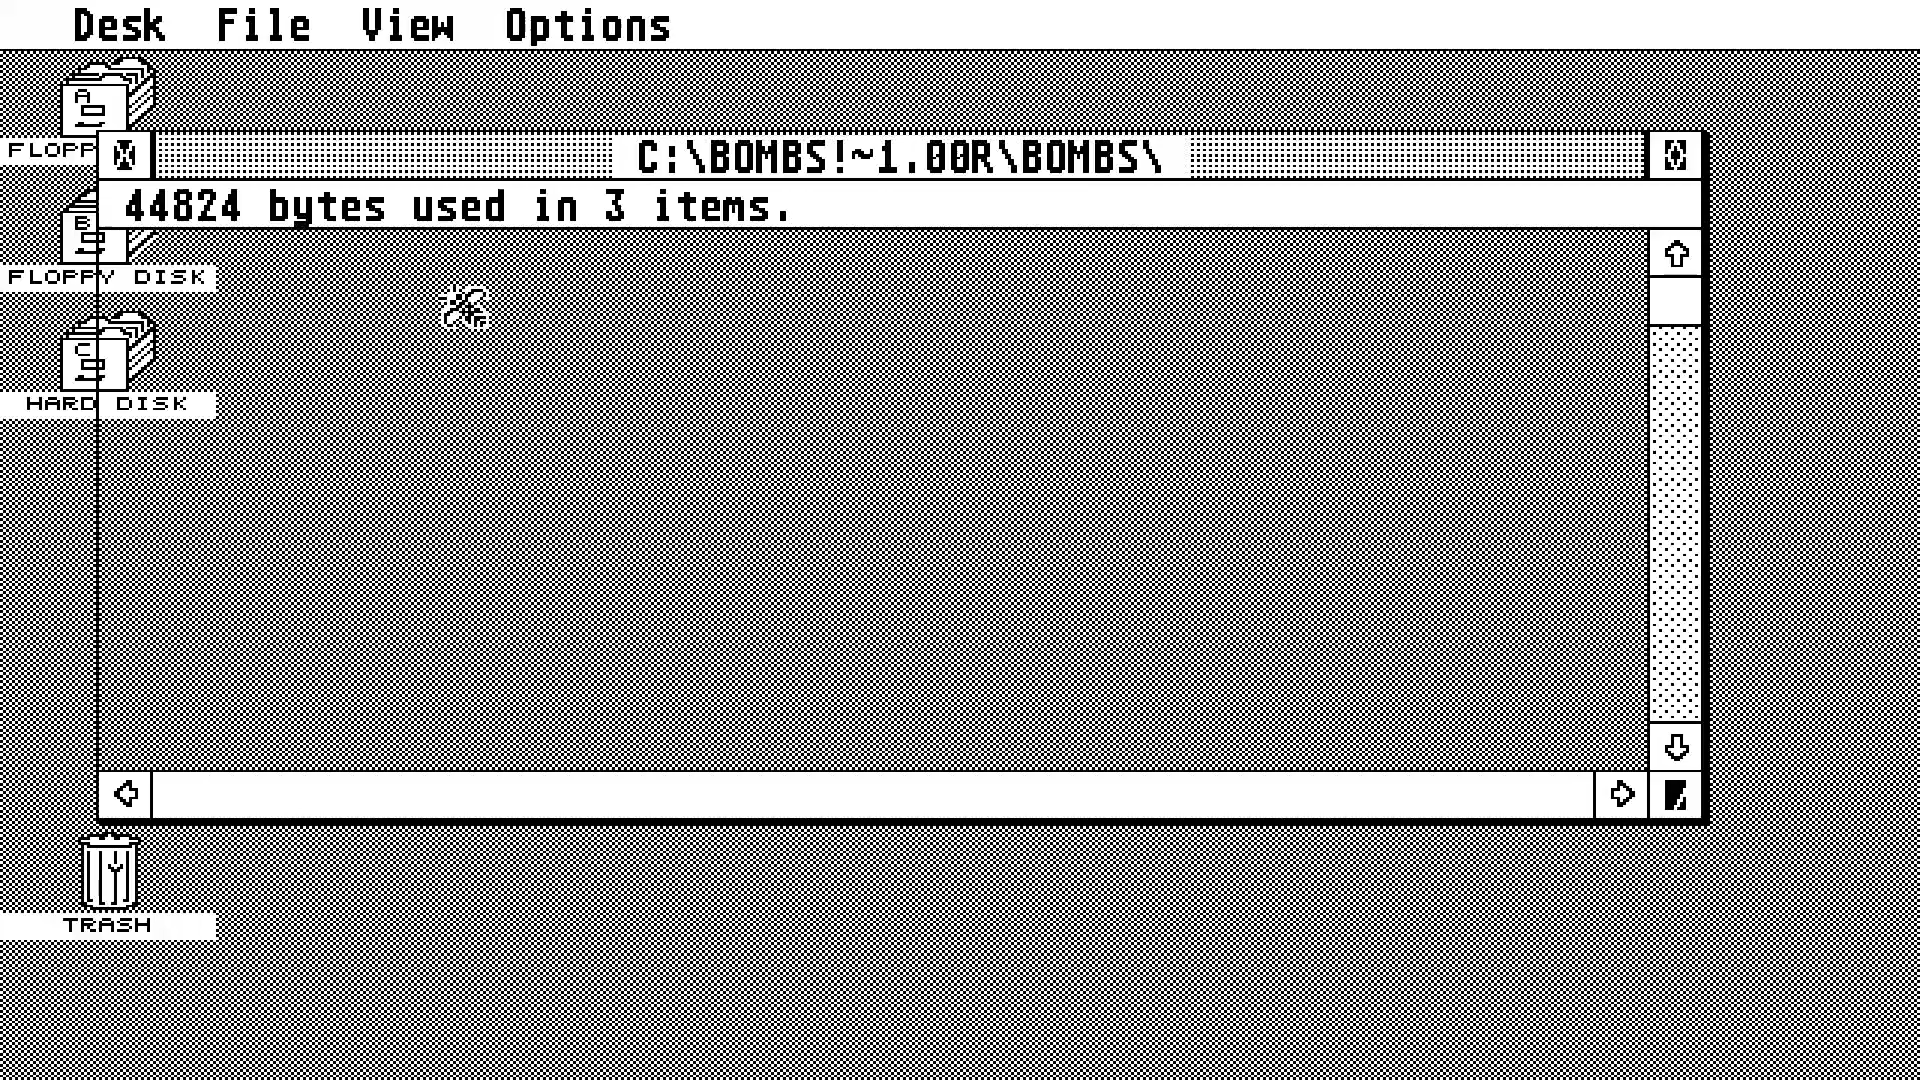 Desk File View Options
A
FLOPP
C:\BOMBS!~1.00R\BOMBS\
44824 bytes used in 3 items.
B
FLOPPY DISK
C
HARD DISK
TRASH